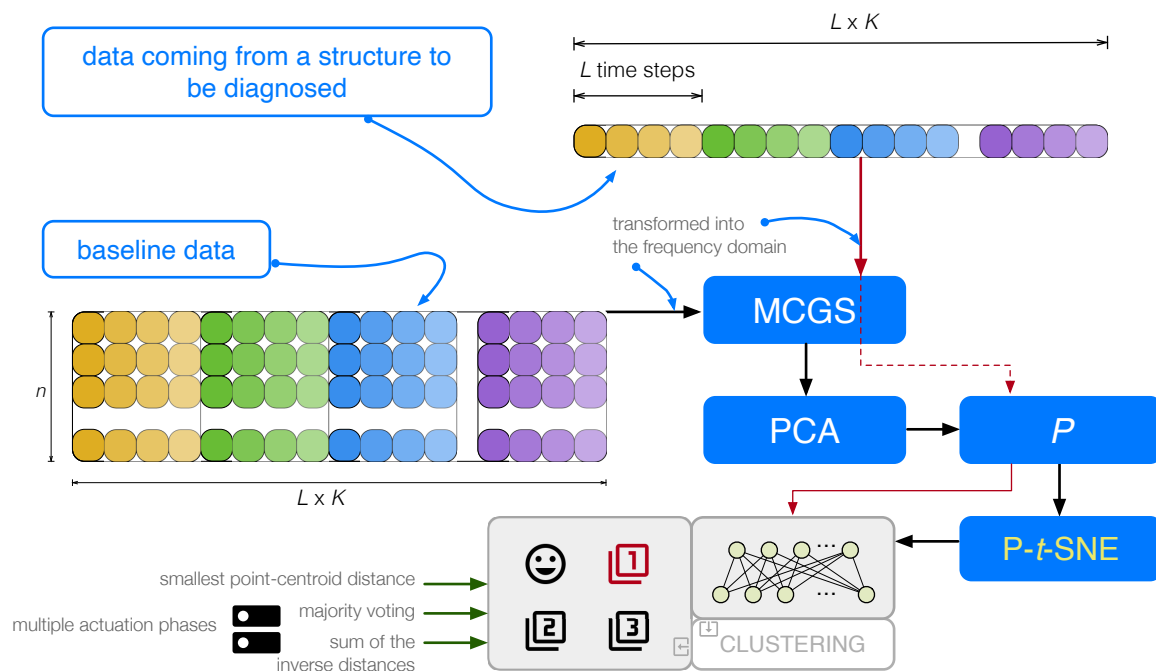 L x K
data coming from a structure to
be diagnosed
L time steps
transformed into
the frequency domain
baseline data
MCGS
n
PCA
P
L x K
P-t-SNE
1
smallest point-centroid distance
...
majority voting
multiple actuation phases
2
3
...
sum of the
inverse distances
CLUSTERING